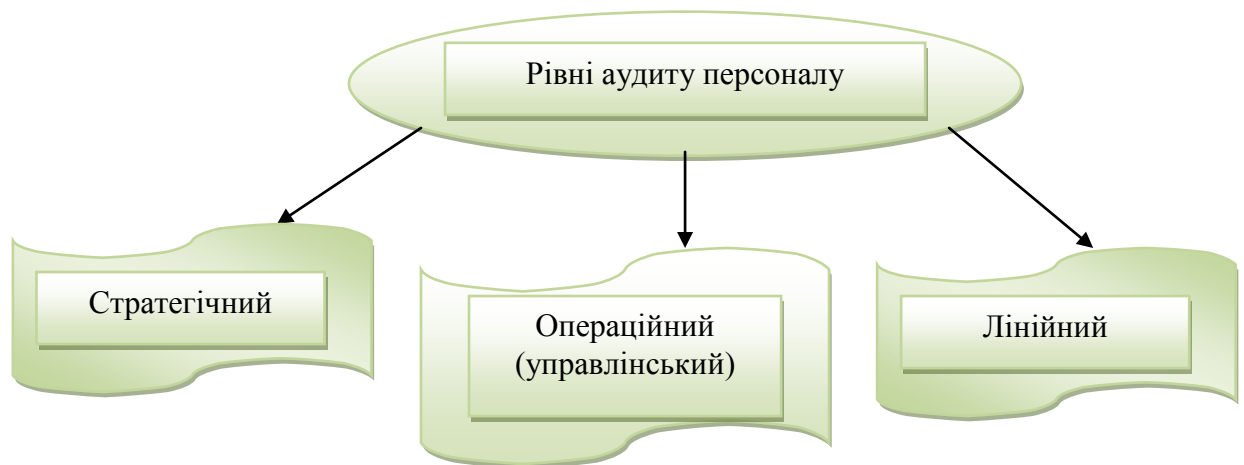 Рівні аудиту персоналу
Стратегічний
Операційний
(управлінський)
Лінійний